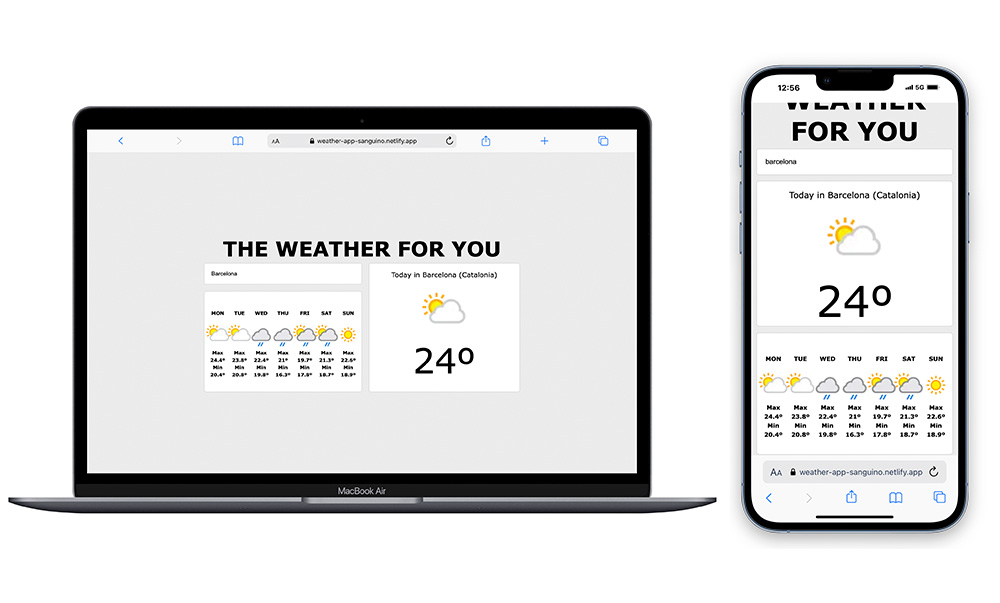 AA weather-app-sanguino.netlify.app
THE WEATHER FOR YOU
Barcelona
MON TUE WED THU FRI SAT SUN
Max Max Max Max Max Max Max
24.4º 23.8º 22.4º 21º 19.7º 21.3º 22.6º
Min Min Min Min Min Min Min
20.4º 20.8º 19.8º 16.3º 17.8º 18.7º 18.9º
Today in Barcelona (Catalonia)
24º
MacBook Air
12:56 5G
WEATHER
FOR YOU
barcelona
Today in Barcelona (Catalonia)
24º
MON TUE WED THU FRI SAT SUN
Max Max Max Max Max Max Max
24.4º 23.8º 22.4º 21º 19.7º 21.3º 22.6º
Min Min Min Min Min Min Min
20.4º 20.8º 19.8º 16.3º 17.8º 18.7º 18.9º
AA weather-app-sanguino.netlify.app